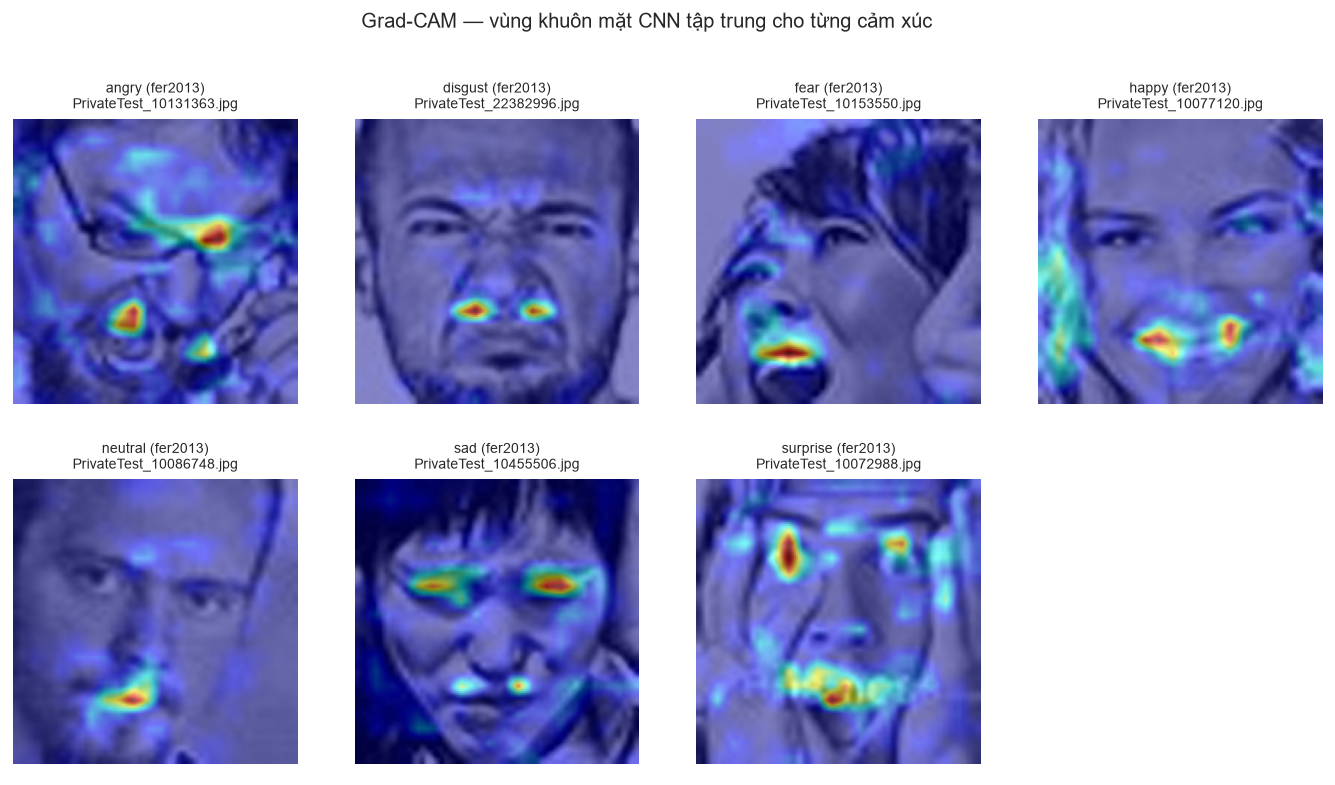 Grad-CAM — vùng khuôn mặt CNN tập trung cho từng cảm xúc
angry (fer2013)
PrivateTest_10131363.jpg
disgust (fer2013)
PrivateTest_22382996.jpg
fear (fer2013)
PrivateTest_10153550.jpg
happy (fer2013)
PrivateTest_10077120.jpg
neutral (fer2013)
PrivateTest_10086748.jpg
sad (fer2013)
PrivateTest_10455506.jpg
surprise (fer2013)
PrivateTest_10072988.jpg